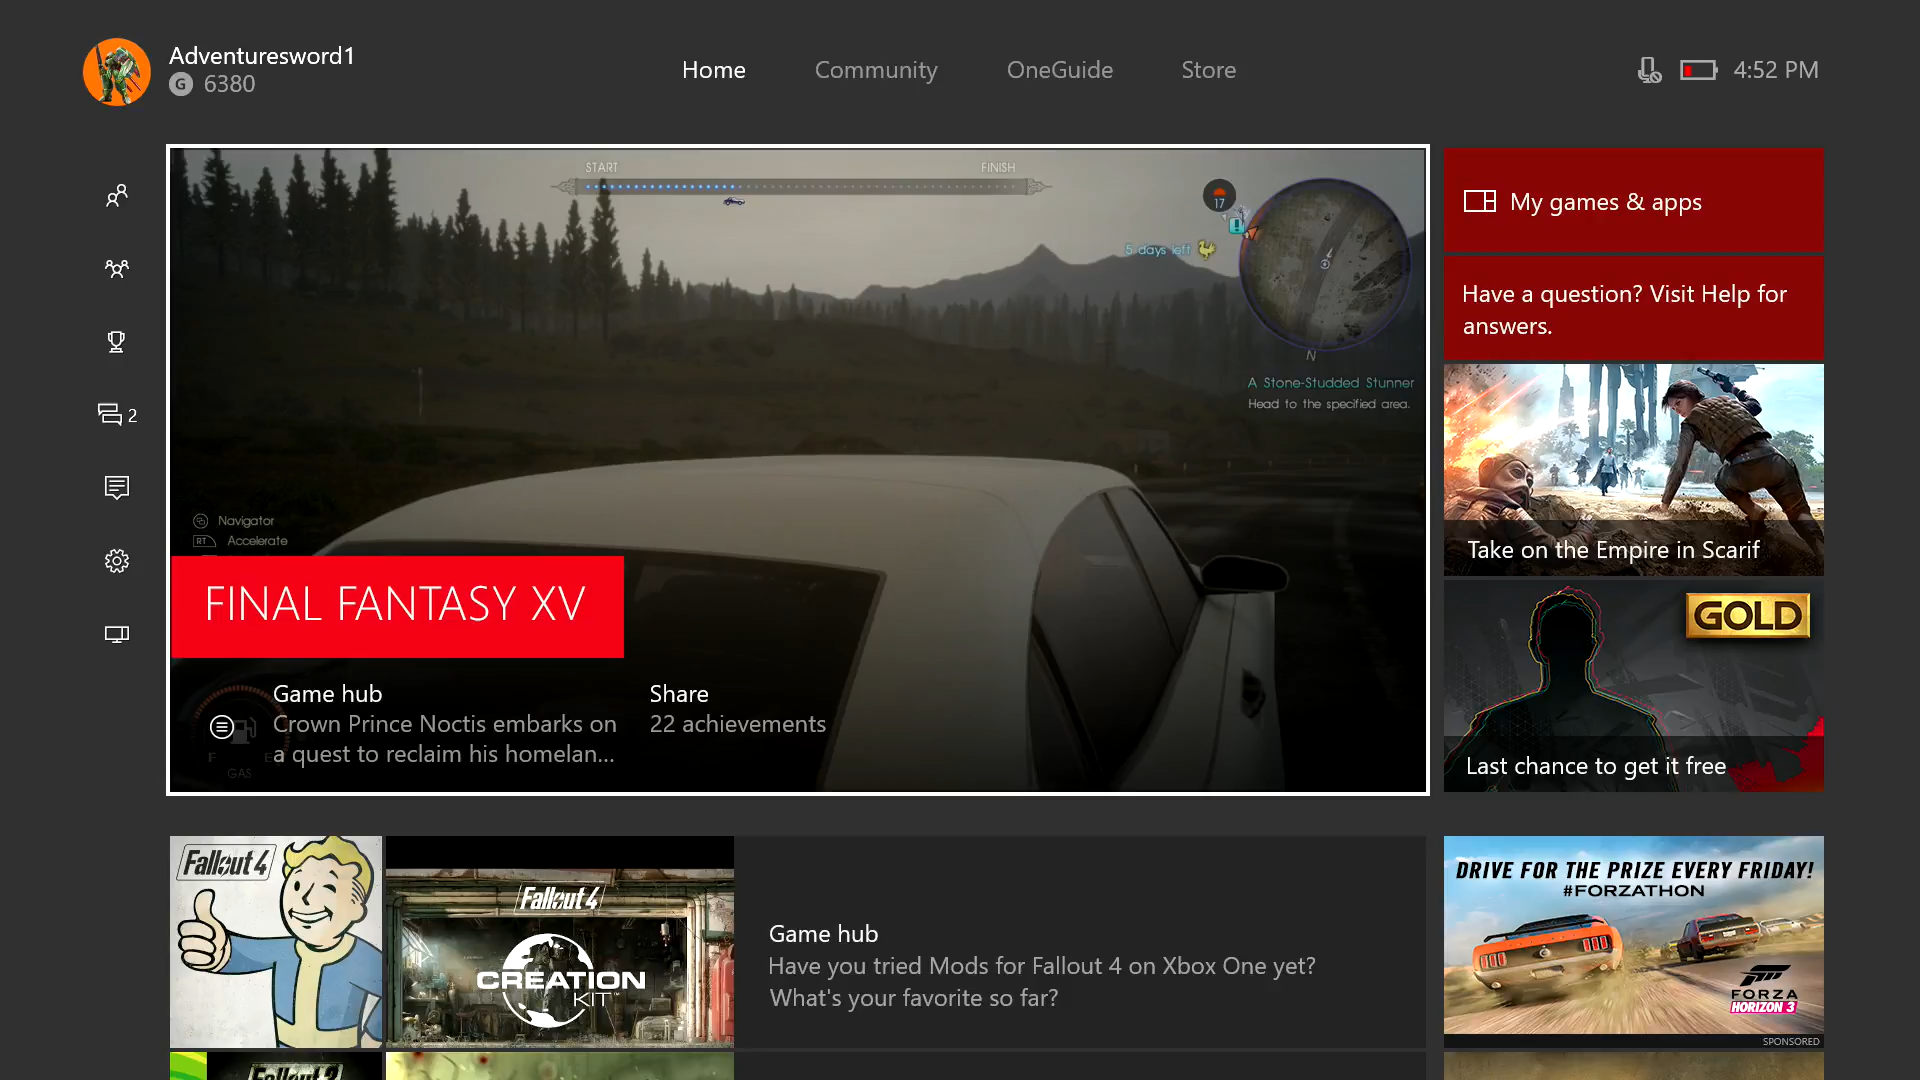 Adventuresword1
G 6380
Home
Community
OneGuide
Store
4:52 PM
START
FINISH
17
5 days left
N
A Stone-Studded Stunner
Head to the specified area.
Navigator
RT Accelerate
FINAL FANTASY XV
Game hub
Crown Prince Noctis embarks on
a quest to reclaim his homelan...
Share
22 achievements
F
E
GAS
2
My games & apps
Have a question? Visit Help for
answers.
Take on the Empire in Scarif
GOLD
Last chance to get it free
Fallout 4
Fallout 4
CREATION
KIT™
Game hub
Have you tried Mods for Fallout 4 on Xbox One yet?
What's your favorite so far?
DRIVE FOR THE PRIZE EVERY FRIDAY!
#FORZATHON
FORZA
HORIZON 3
SPONSORED